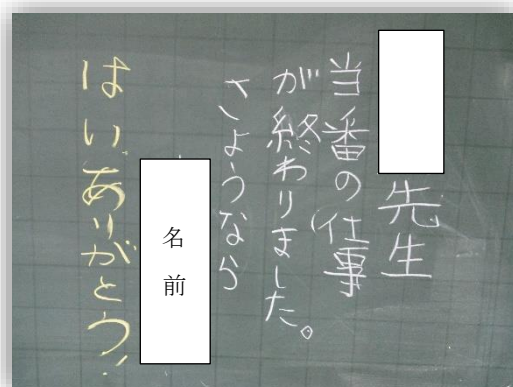 先生
当番の仕事
が終わりました。
さようなら
名前
はい、ありがとう!